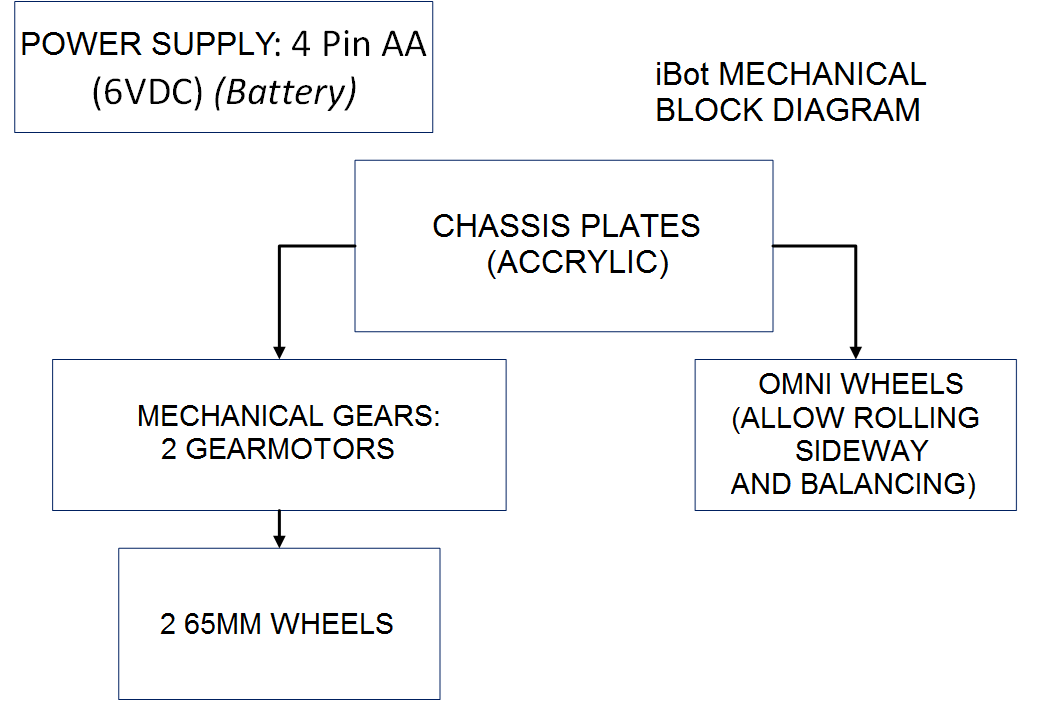 POWER SUPPLY: 4 Pin AA
(6VDC) (Battery)
iBot MECHANICAL
BLOCK DIAGRAM
CHASSIS PLATES
(ACCRYLIC)
MECHANICAL GEARS:
2 GEARMOTORS
OMNI WHEELS
(ALLOW ROLLING
SIDEWAY
AND BALANCING)
2 65MM WHEELS